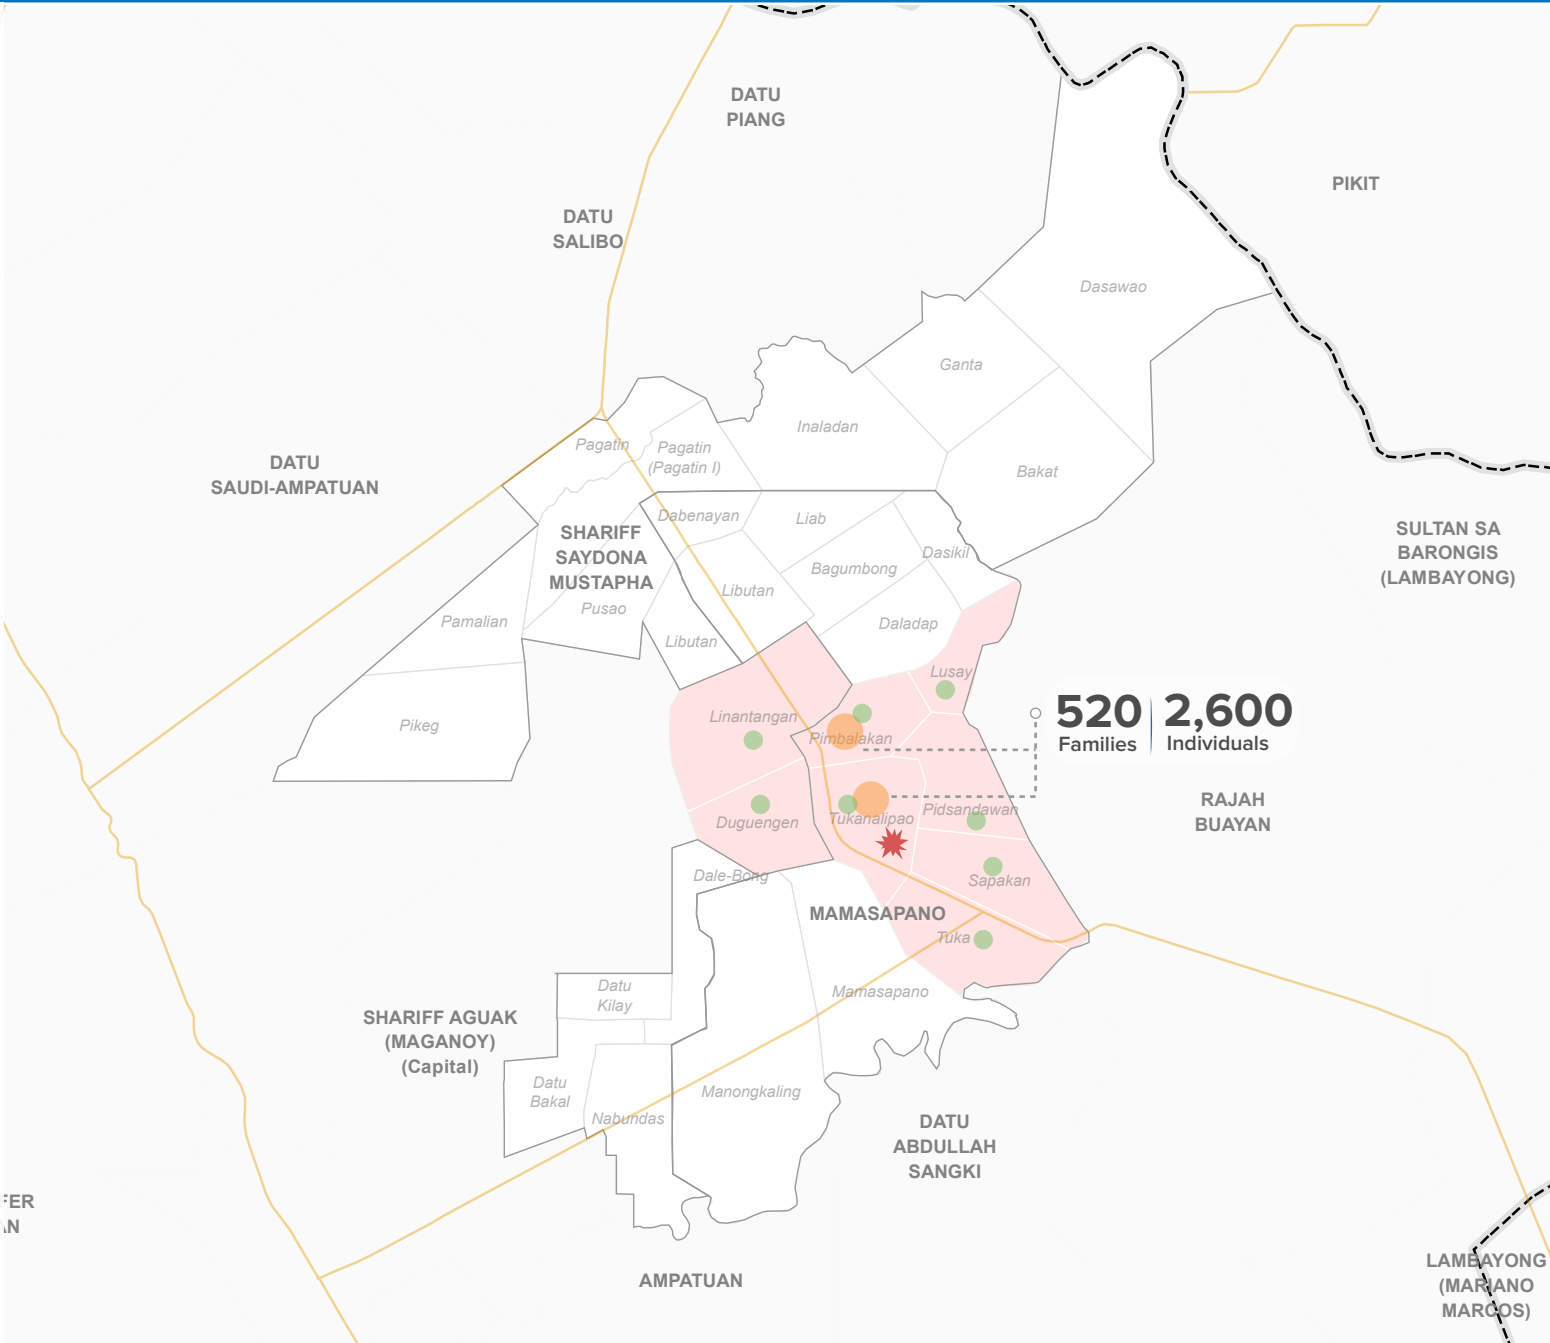 DATU
PIANG
PIKIT
DATU
SALIBO
Dasawao
Ganta
Inaladan
Pagatin
Pagatin
(Pagatin I)
DATU
SAUDI-AMPATUAN
Bakat
Dabenayan
Liab
SHARIFF
SAYDONA
MUSTAPHA
Dasikil
SULTAN SA
BARONGIS
(LAMBAYONG)
Bagumbong
Libutan
Pusao
Pamalian
Daladap
Libutan
Lusay
Linantangan
Pikeg
Pimbalakan
520
Families
2,600
Individuals
RAJAH
BUAYAN
Pidsandawan
Tukanalipao
Duguengen
Dale-Bong
Sapakan
MAMASAPANO
Tuka
Datu
Kilay
Mamasapano
SHARIFF AGUAK
(MAGANOY)
(Capital)
Datu
Bakal
Manongkaling
Nabundas
DATU
ABDULLAH
SANGKI
FER
AN
AMPATUAN
LAMBAYONG
(MARIANO
MARCOS)